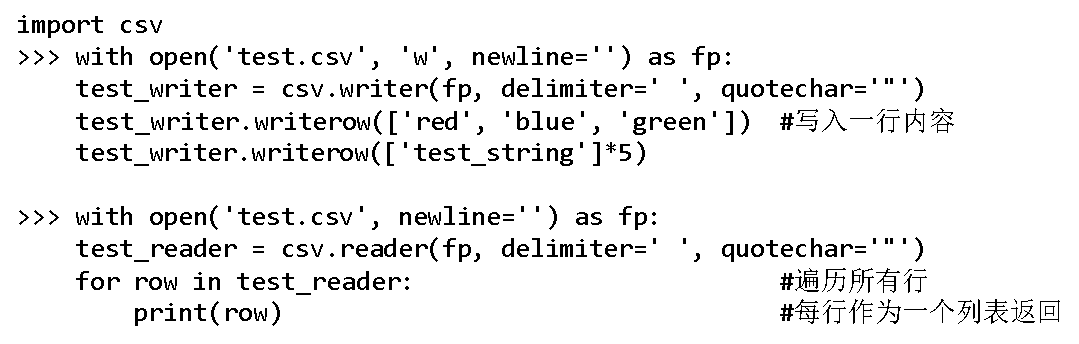 import csv
>>> with open('test.csv', 'w', newline='') as fp:
    test_writer = csv.writer(fp, delimiter=' ', quotechar='"')
    test_writer.writerow(['red', 'blue', 'green'])  #写入一行内容
    test_writer.writerow(['test_string']*5)

>>> with open('test.csv', newline='') as fp:
    test_reader = csv.reader(fp, delimiter=' ', quotechar='"')
    for row in test_reader:                         #遍历所有行
        print(row)                                  #每行作为一个列表返回